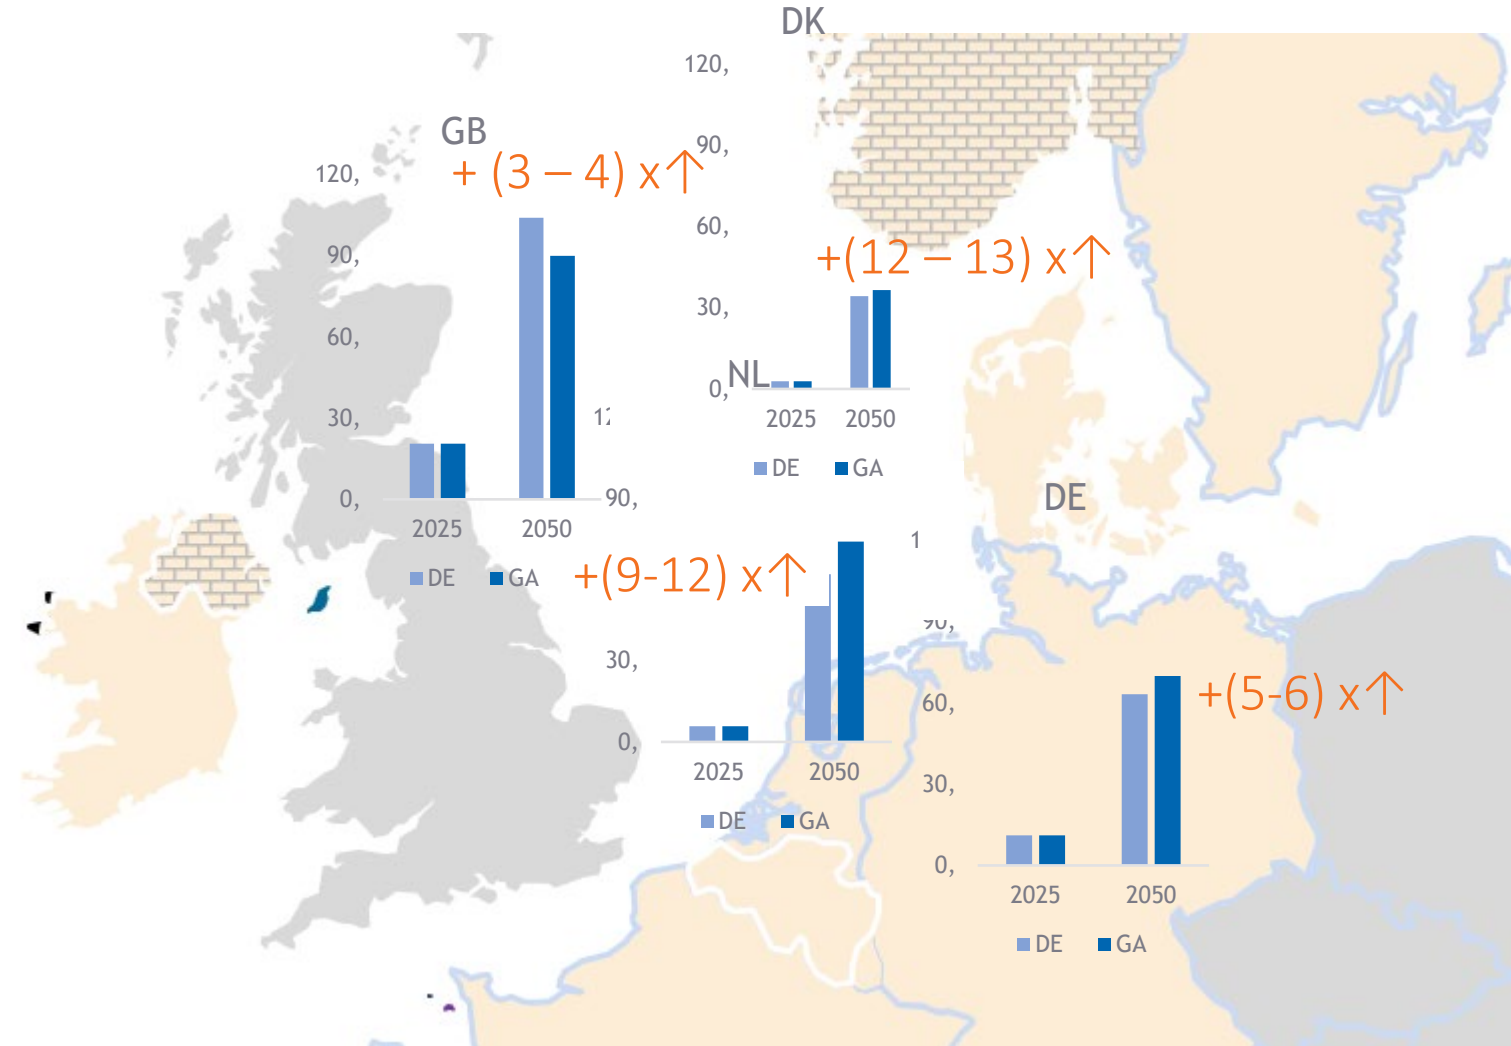 DK
120,
90,
60,
30,
0,
+(12 – 13) x↑
2025 2050
DE GA
GB
+ (3 – 4) x↑
120,
90,
60,
30,
0,
2025 2050
DE GA
NL
+(9-12) x↑
90,
30,
0,
2025 2050
DE GA
DE
+(5-6) x↑
1
90,
60,
30,
0,
2025 2050
DE GA